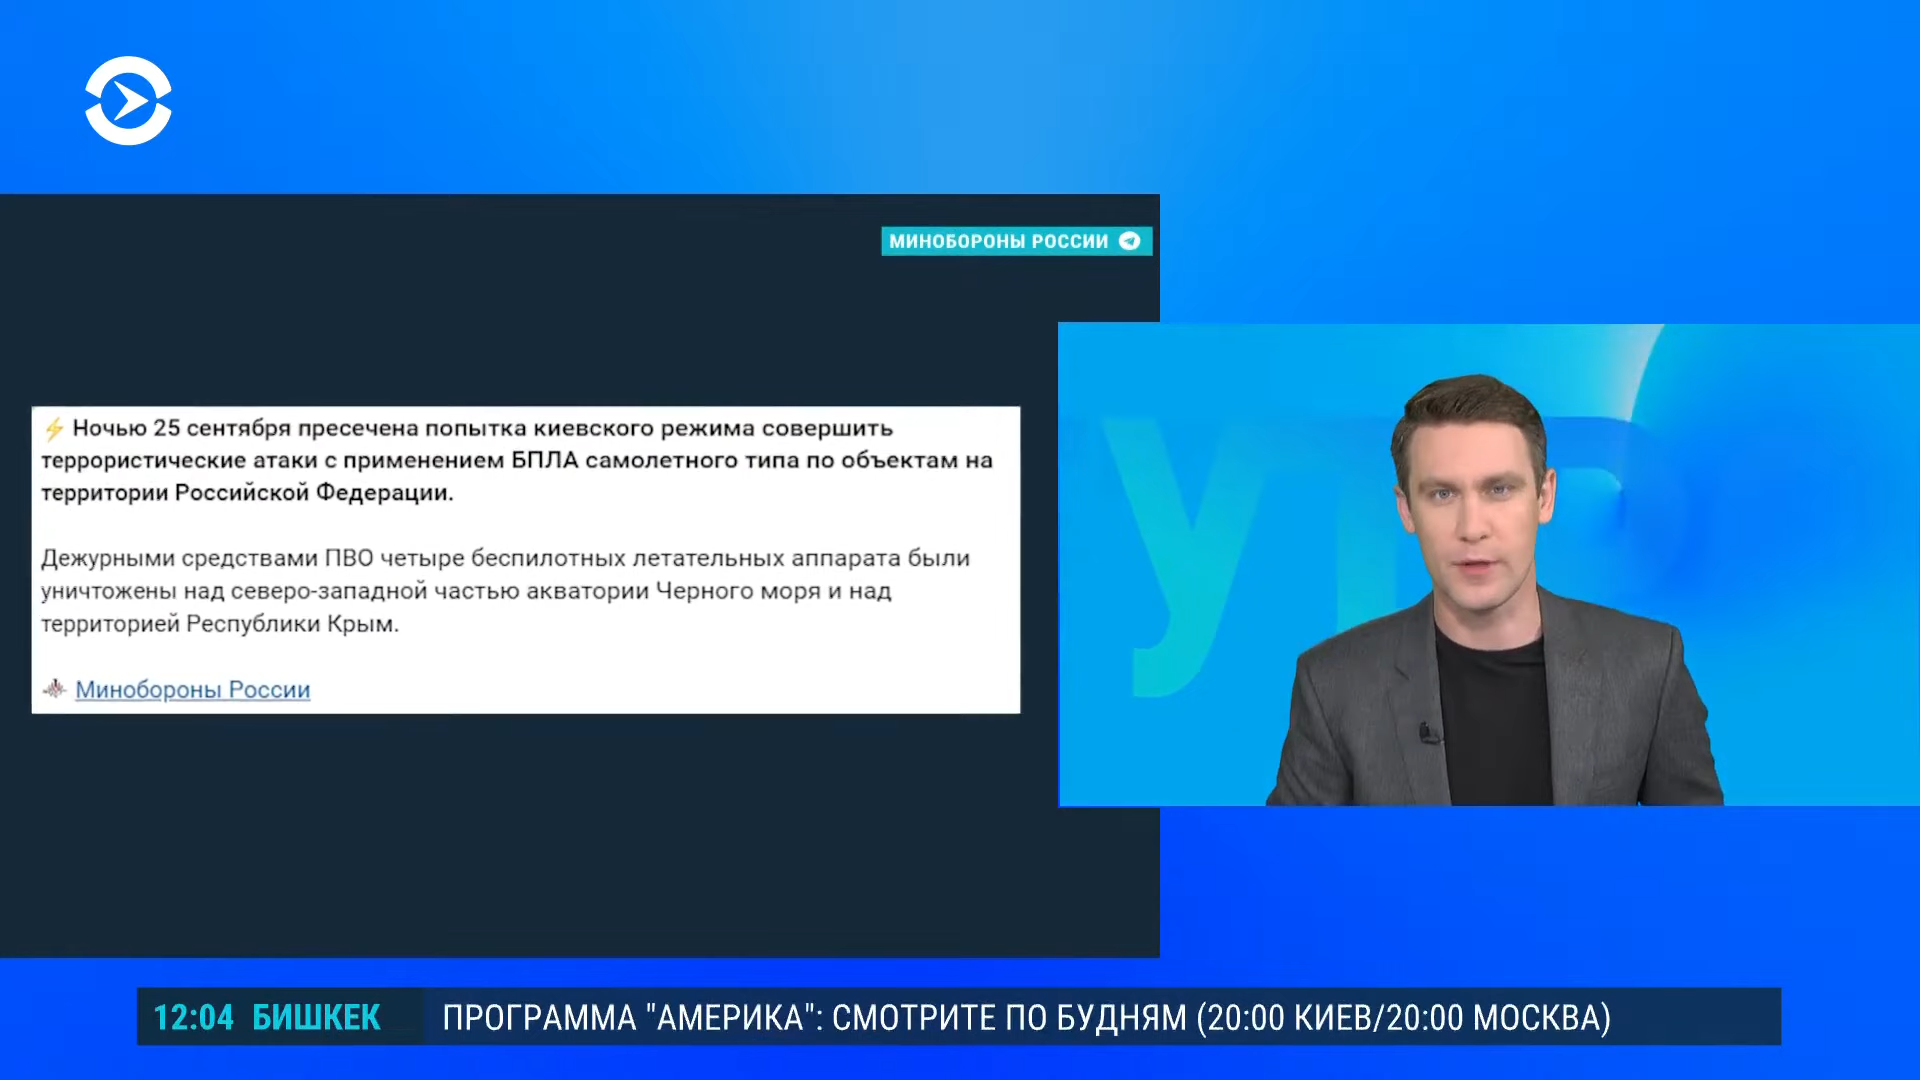 МИНОБОРОНЫ РОССИИ
⚡ Ночью 25 сентября пресечена попытка киевского режима совершить
террористические атаки с применением БПЛА самолетного типа по объектам на
территории Российской Федерации.
Дежурными средствами ПВО четыре беспилотных летательных аппарата были
уничтожены над северо-западной частью акватории Черного моря и над
территорией Республики Крым.
Минобороны России
УТ
12:04 БИШКЕК ПРОГРАММА "АМЕРИКА": СМОТРИТЕ ПО БУДНЯМ (20:00 КИЕВ/20:00 МОСКВА)